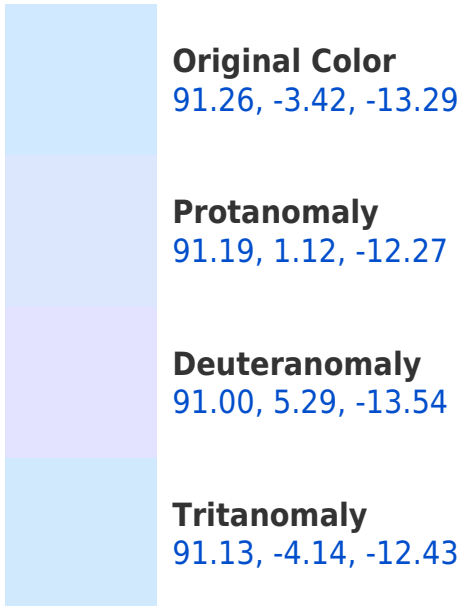 Original Color
91.26, -3.42, -13.29
Protanomaly
91.19, 1.12, -12.27
Deuteranomaly
91.00, 5.29, -13.54
Tritanomaly
91.13, -4.14, -12.43